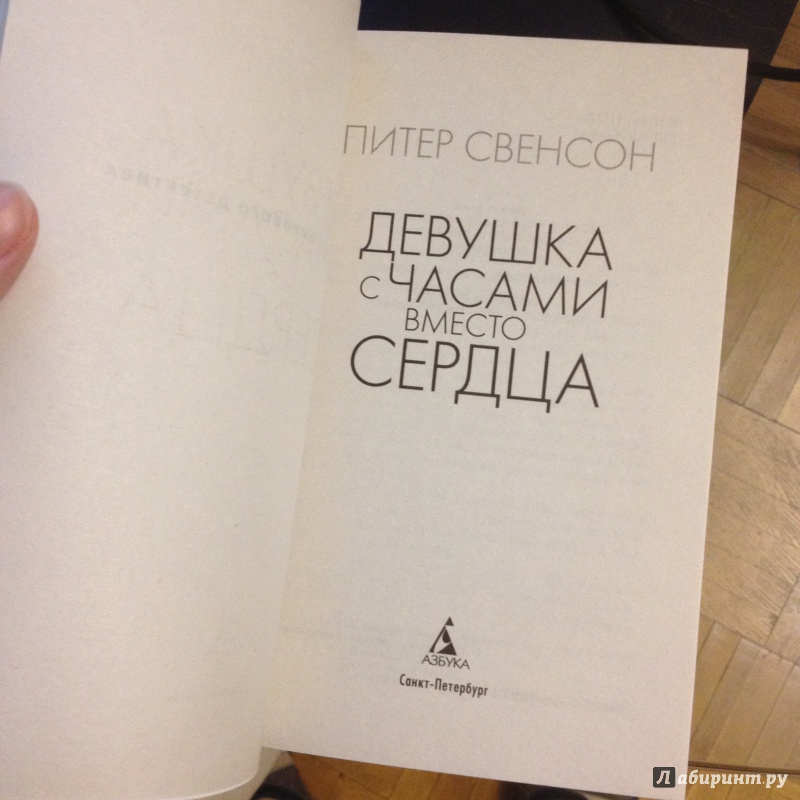 ПИТЕР СВЕНСОН
ДЕВУШКА
С ЧАСАМИ
ВМЕСТО
СЕРДЦА
АЗБУКА
Санкт-Петербург
Лабиринт.ру